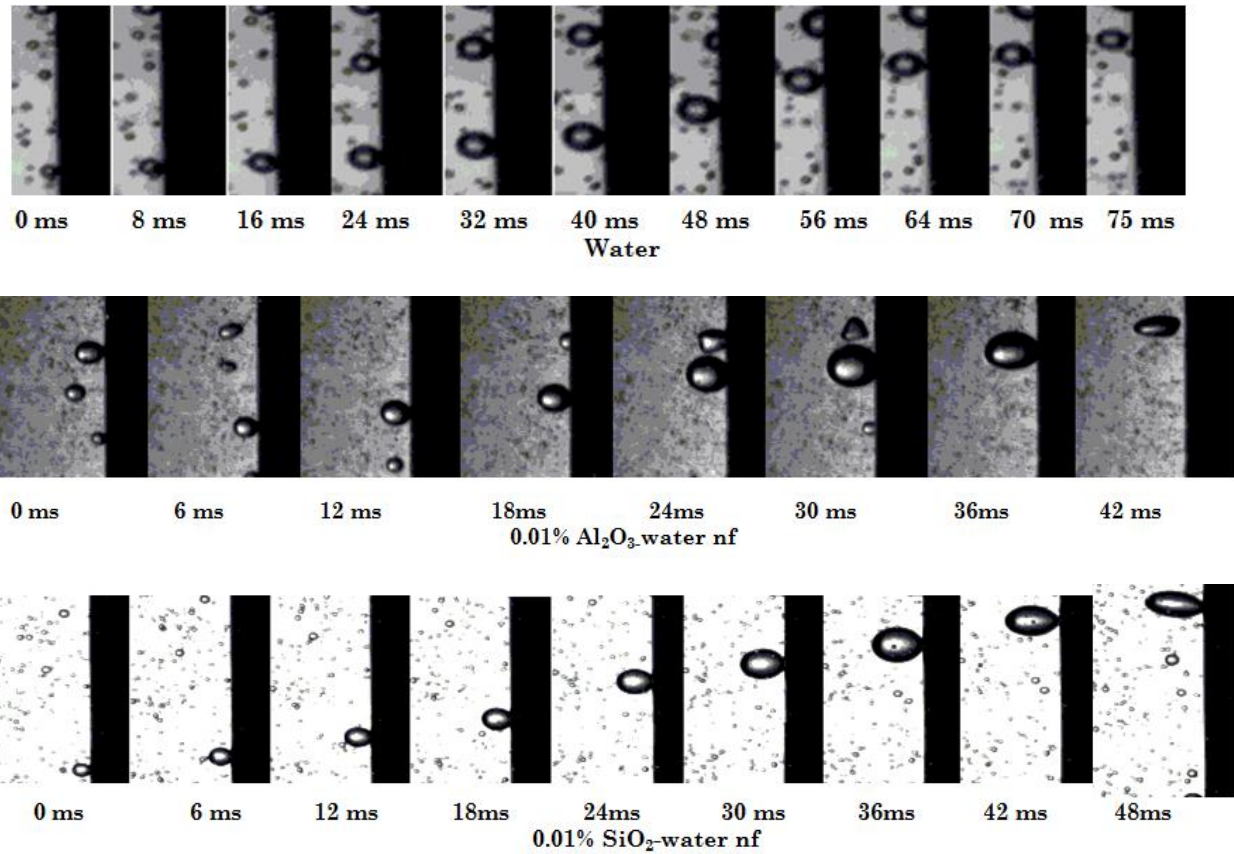 0 ms 8 ms 16 ms 24 ms 32 ms 40 ms 48 ms 56 ms 64 ms 70 ms 75 ms
Water
0 ms 6 ms 12 ms 18ms 24ms 30 ms 36ms 42 ms
0.01% Al₂O₃-water nf
0 ms 6 ms 12 ms 18ms 24ms 30 ms 36ms 42 ms 48ms
0.01% SiO₂-water nf